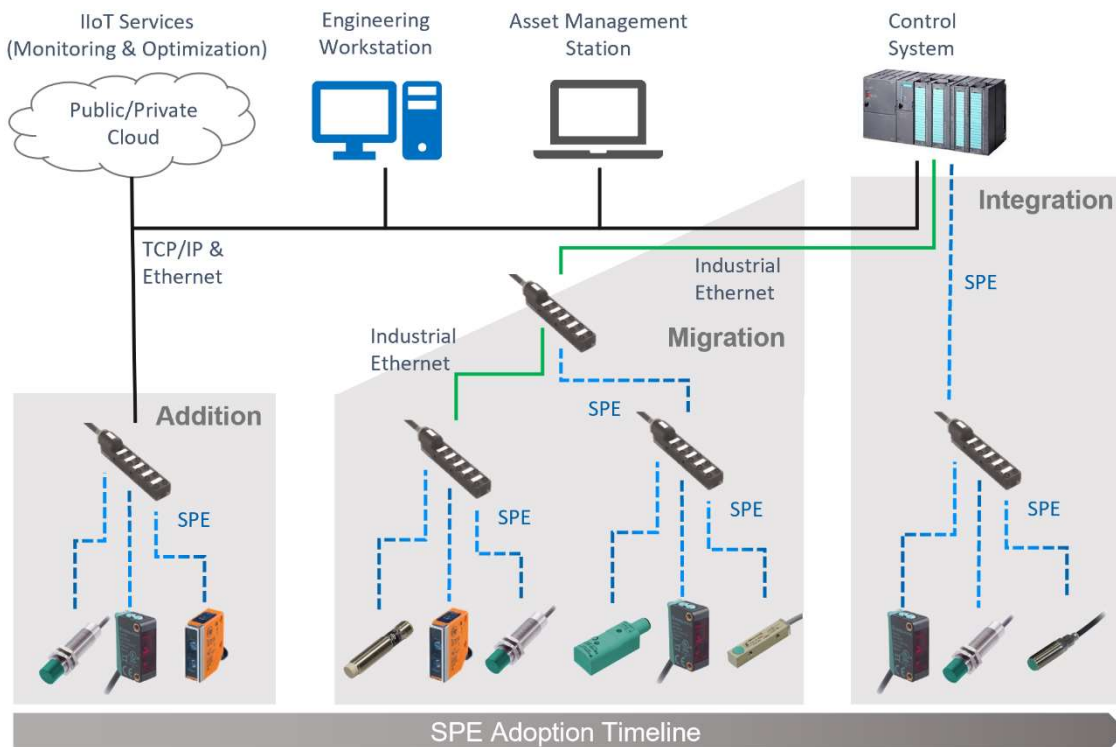 IIoT Services
(Monitoring & Optimization)
Engineering
Workstation
Asset Management
Station
Control
System
Public/Private
Cloud
Integration
TCP/IP &
Ethernet
Industrial
Ethernet
SPE
Migration
Industrial
Ethernet
SPE
Addition
SPE
SPE
SPE
SPE
SPE Adoption Timeline